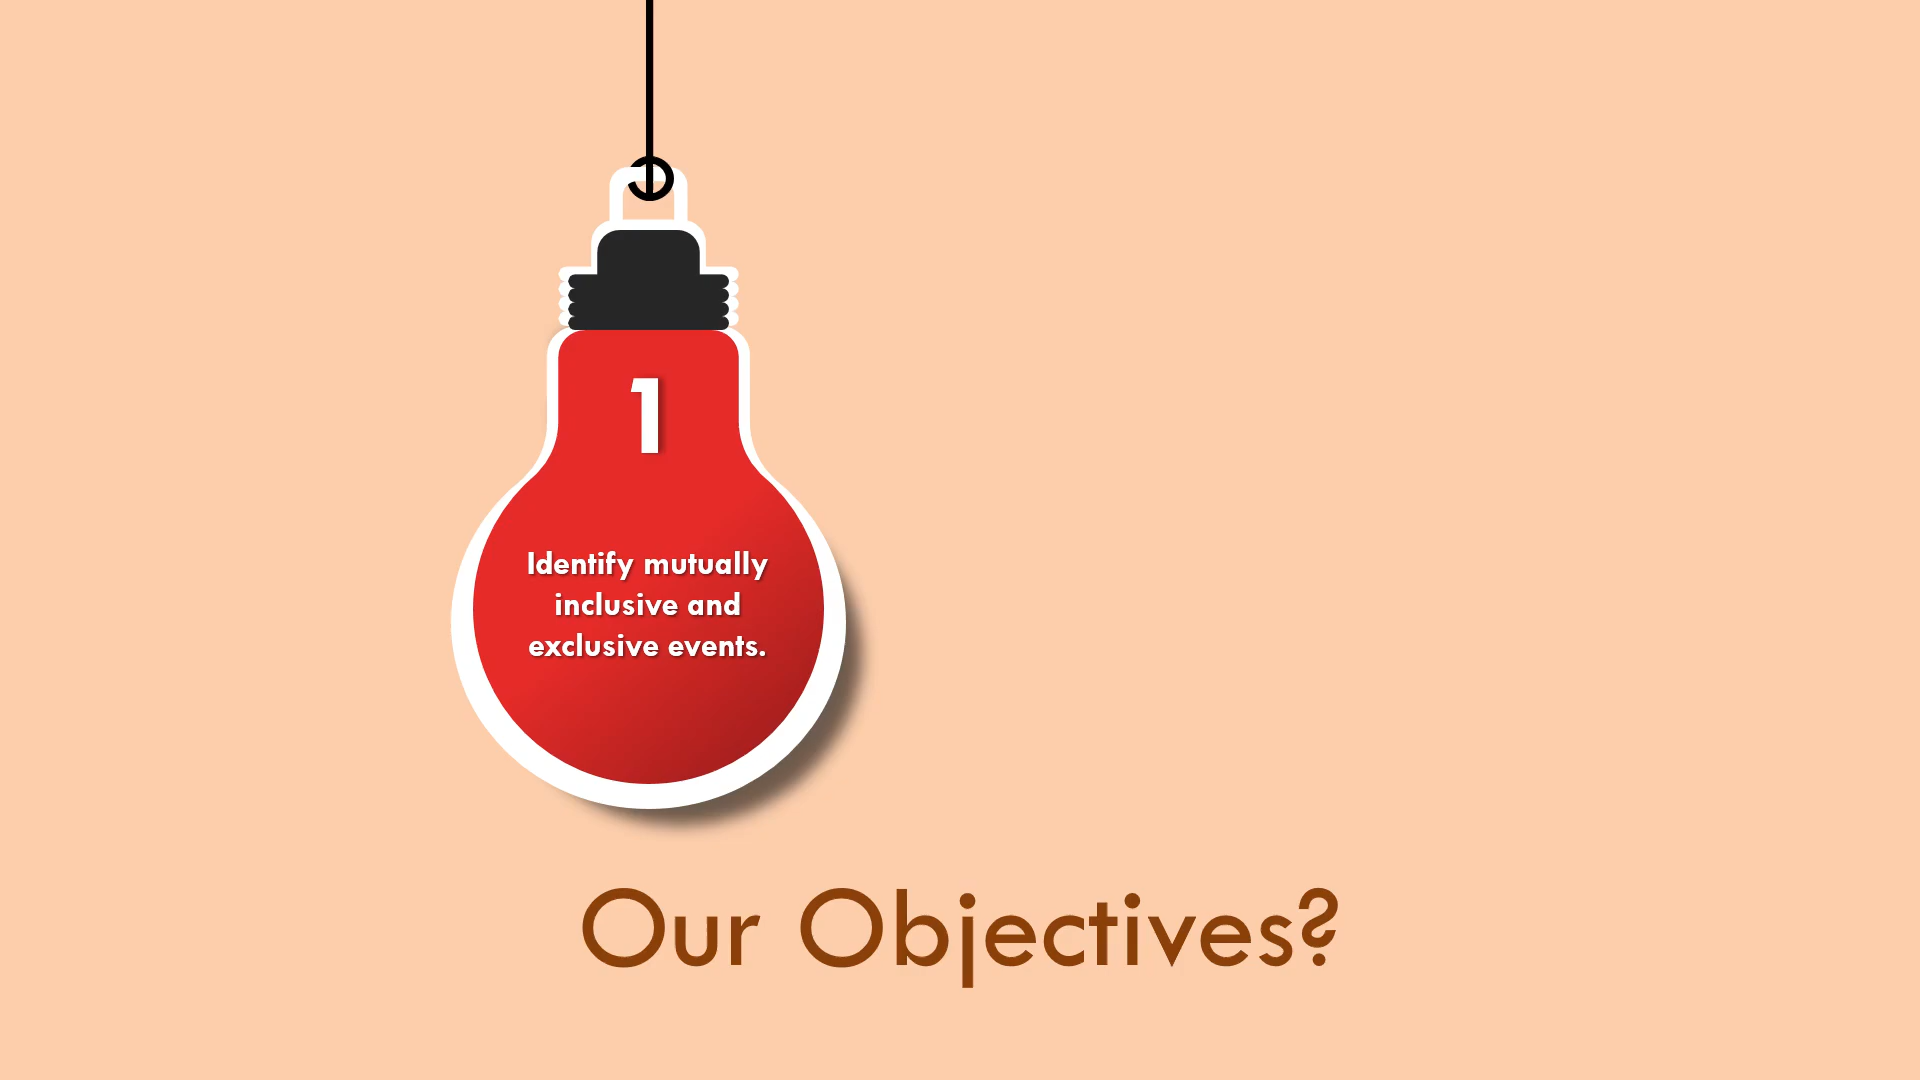 1
Identify mutually
inclusive and
exclusive events.
Our Objectives?